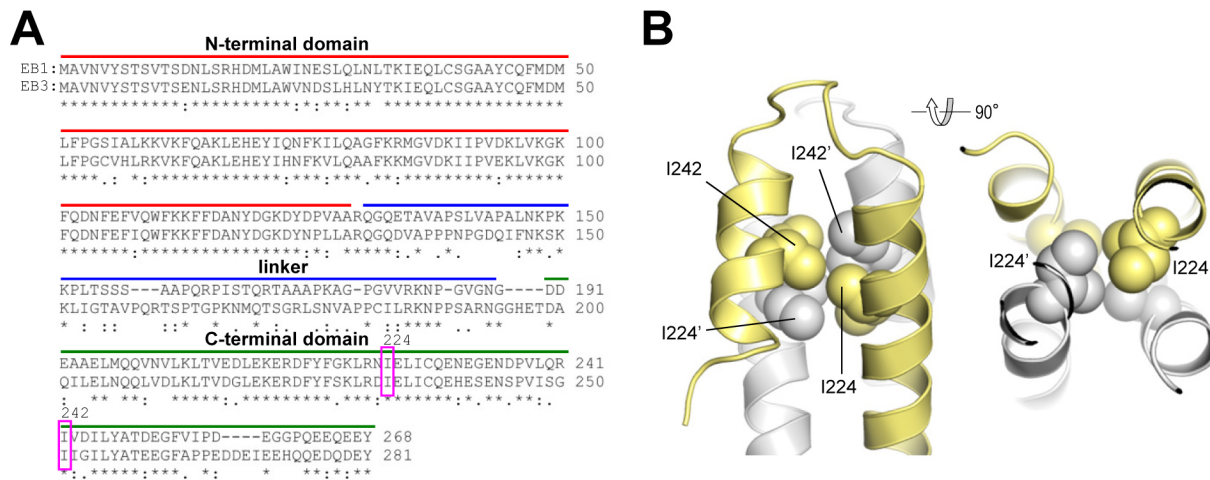 A
N-terminal domain
EB1: MAVNVYSTSVTSDNLSRHDMLAWINESLQLNLTKIEQLCSGAAYCQFMDM 50
EB3: MAVNVYSTSVTSENLSRHDMLAWVNDSLHLNYTKIEQLCSGAAYCQFMDM 50
************:**********:*:**:** ******************
LFPGSIALKKVKFQAKLEHEYIQNFKILQAGFKRMGVDKIIPVDKLVKGK 100
LFPGCVHLRKVKFQAKLEHEYIHNFKVLQAAFKKMGVDKIIPVEKLVKGK 100
****.: *:*************:***:***.**:*********:******
FQDNFEFVQWFKKFFDANYDGKDYDPVAARQGQETAVAPSLVAPALNKPK 150
FQDNFEFIQWFKKFFDANYDGKDYNPLLARQGQDVAPPPNPGDQIFNKSK 150
*******:****************:*: *****:.* .*. :**.*
linker
KPLTSSS---AAPQRPISTQRTAAAPKAG-PGVVRKNP-GVGNG---DD 191
KLIGTAVPQRTSPTGPKNMQTSGRLSNVAPPCILRKNPPSARNGGHETDA 200
* : :: ::* * . * :. .:.. * ::**** .. ** *
C-terminal domain
224
EAAELMQQVNVLKLTVEDLEKERDFYFGKLRNIELICQENEGENDPVLQR 241
QILELNQQLVDLKLTVDGLEKERDFYFSKLRDIELICQEHESENSPVISG 250
: ** **: *****:.*********.***:*******:*.**.**:.
242
IVDILYATDEGFVIPD----EGGPQEEQEEY 268
IIGILYATEEGFAPPEDDEIEEHQQEDQDEY 281
*:.*****:***. *: * **:*:**
B
90°
I242
I242'
I224'
I224
I224'
I224